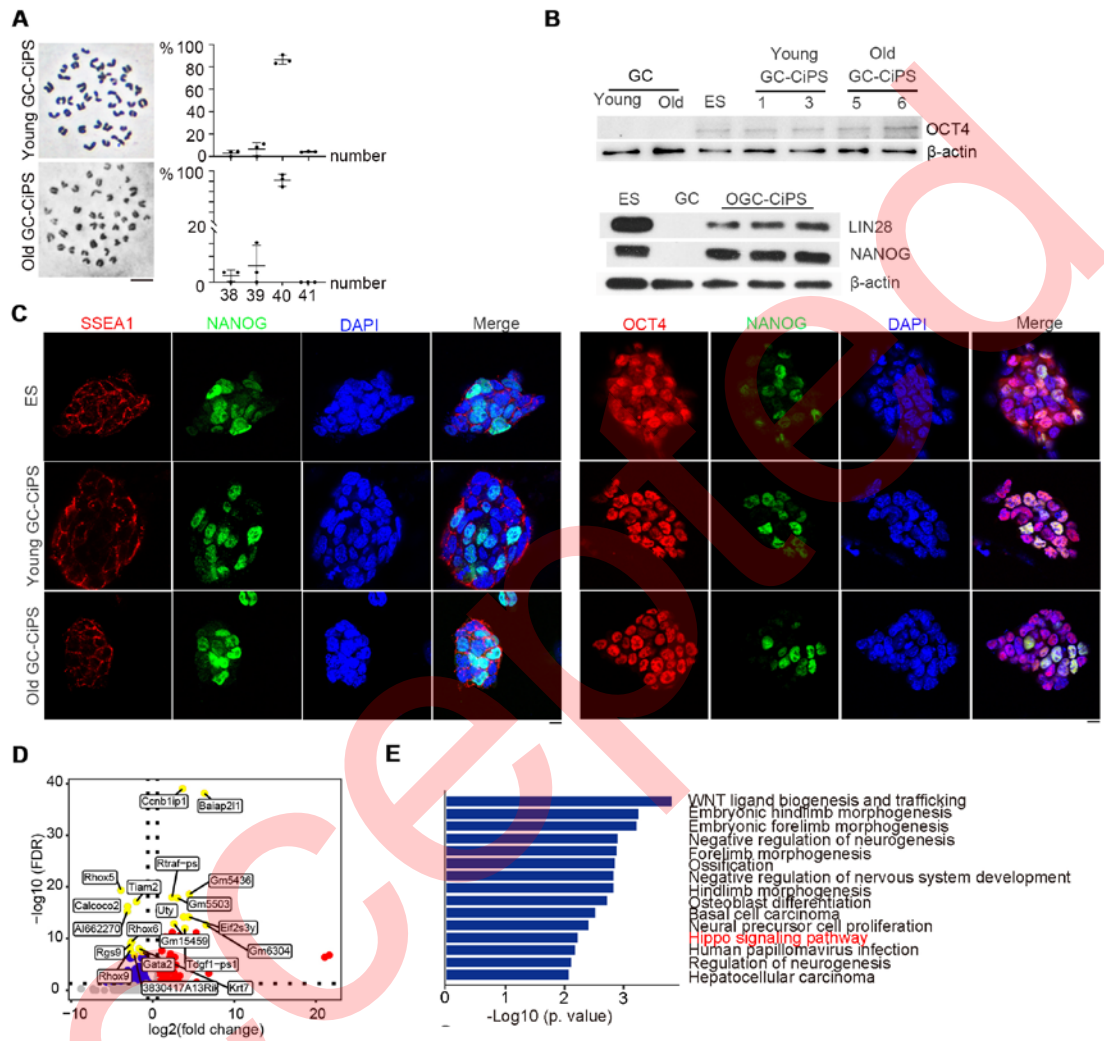 A
Young GC-CiPS
% 100
80
60
40
20
0
number
Old GC-CiPS
% 100
20
0
number
38 39 40 41
B
GC
Young Old
ES
Young
GC-CiPS
1 3
Old
GC-CiPS
5 6
OCT4
β-actin
ES GC OGC-CiPS
LIN28
NANOG
β-actin
C
SSEA1 NANOG DAPI Merge
OCT4 NANOG DAPI Merge
ES
Young GC-CiPS
Old GC-CiPS
D
−log10 (FDR)
40
30
20
10
0
Ccnb1ip1
Baiap2l1
Rtraf−ps
Rhox5
Tiam2
Gm5436
Calcoco2
Gm5503
Uty
AI662270
Rhox6
Eif2s3y
Gm15459
Rgs9
Gm6304
Gata2
Tdgf1-ps1
Rhox9
Krt7
3830417A13Rik
−10 0 10 20
log2(fold change)
E
WNT ligand biogenesis and trafficking
Embryonic hindlimb morphogenesis
Embryonic forelimb morphogenesis
Negative regulation of neurogenesis
Forelimb morphogenesis
Ossification
Negative regulation of nervous system development
Hindlimb morphogenesis
Osteoblast differentiation
Basal cell carcinoma
Neural precursor cell proliferation
Hippo signaling pathway
Human papillomavirus infection
Regulation of neurogenesis
Hepatocellular carcinoma
0 1 2 3
-Log10 (p. value)
ccepted